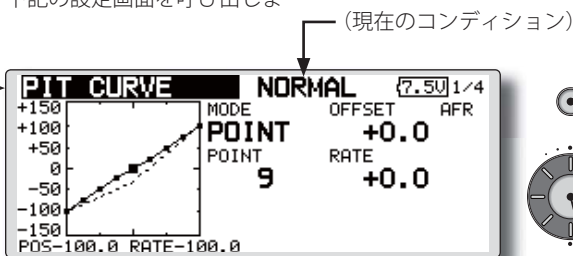 下記の設定画面を呼び出しま
(現在のコンディション)
PIT CURVE NORMAL 7.5V 1/4
MODE OFFSET AFR
POINT +0.0
POINT RATE
9 +0.0
+150
+100
+50
0
-50
-100
-150
POS-100.0 RATE-100.0